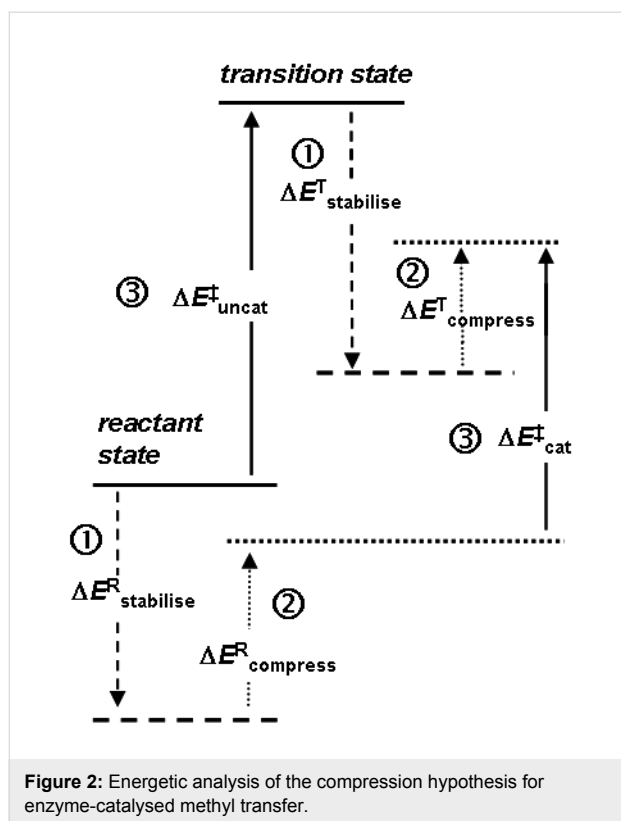 transition state
①
ΔE^T_stabilise
②
ΔE^T_compress
③ ΔE^‡_uncat
reactant
state
③ ΔE^‡_cat
①
ΔE^R_stabilise
②
ΔE^R_compress
Figure 2: Energetic analysis of the compression hypothesis for
enzyme-catalysed methyl transfer.